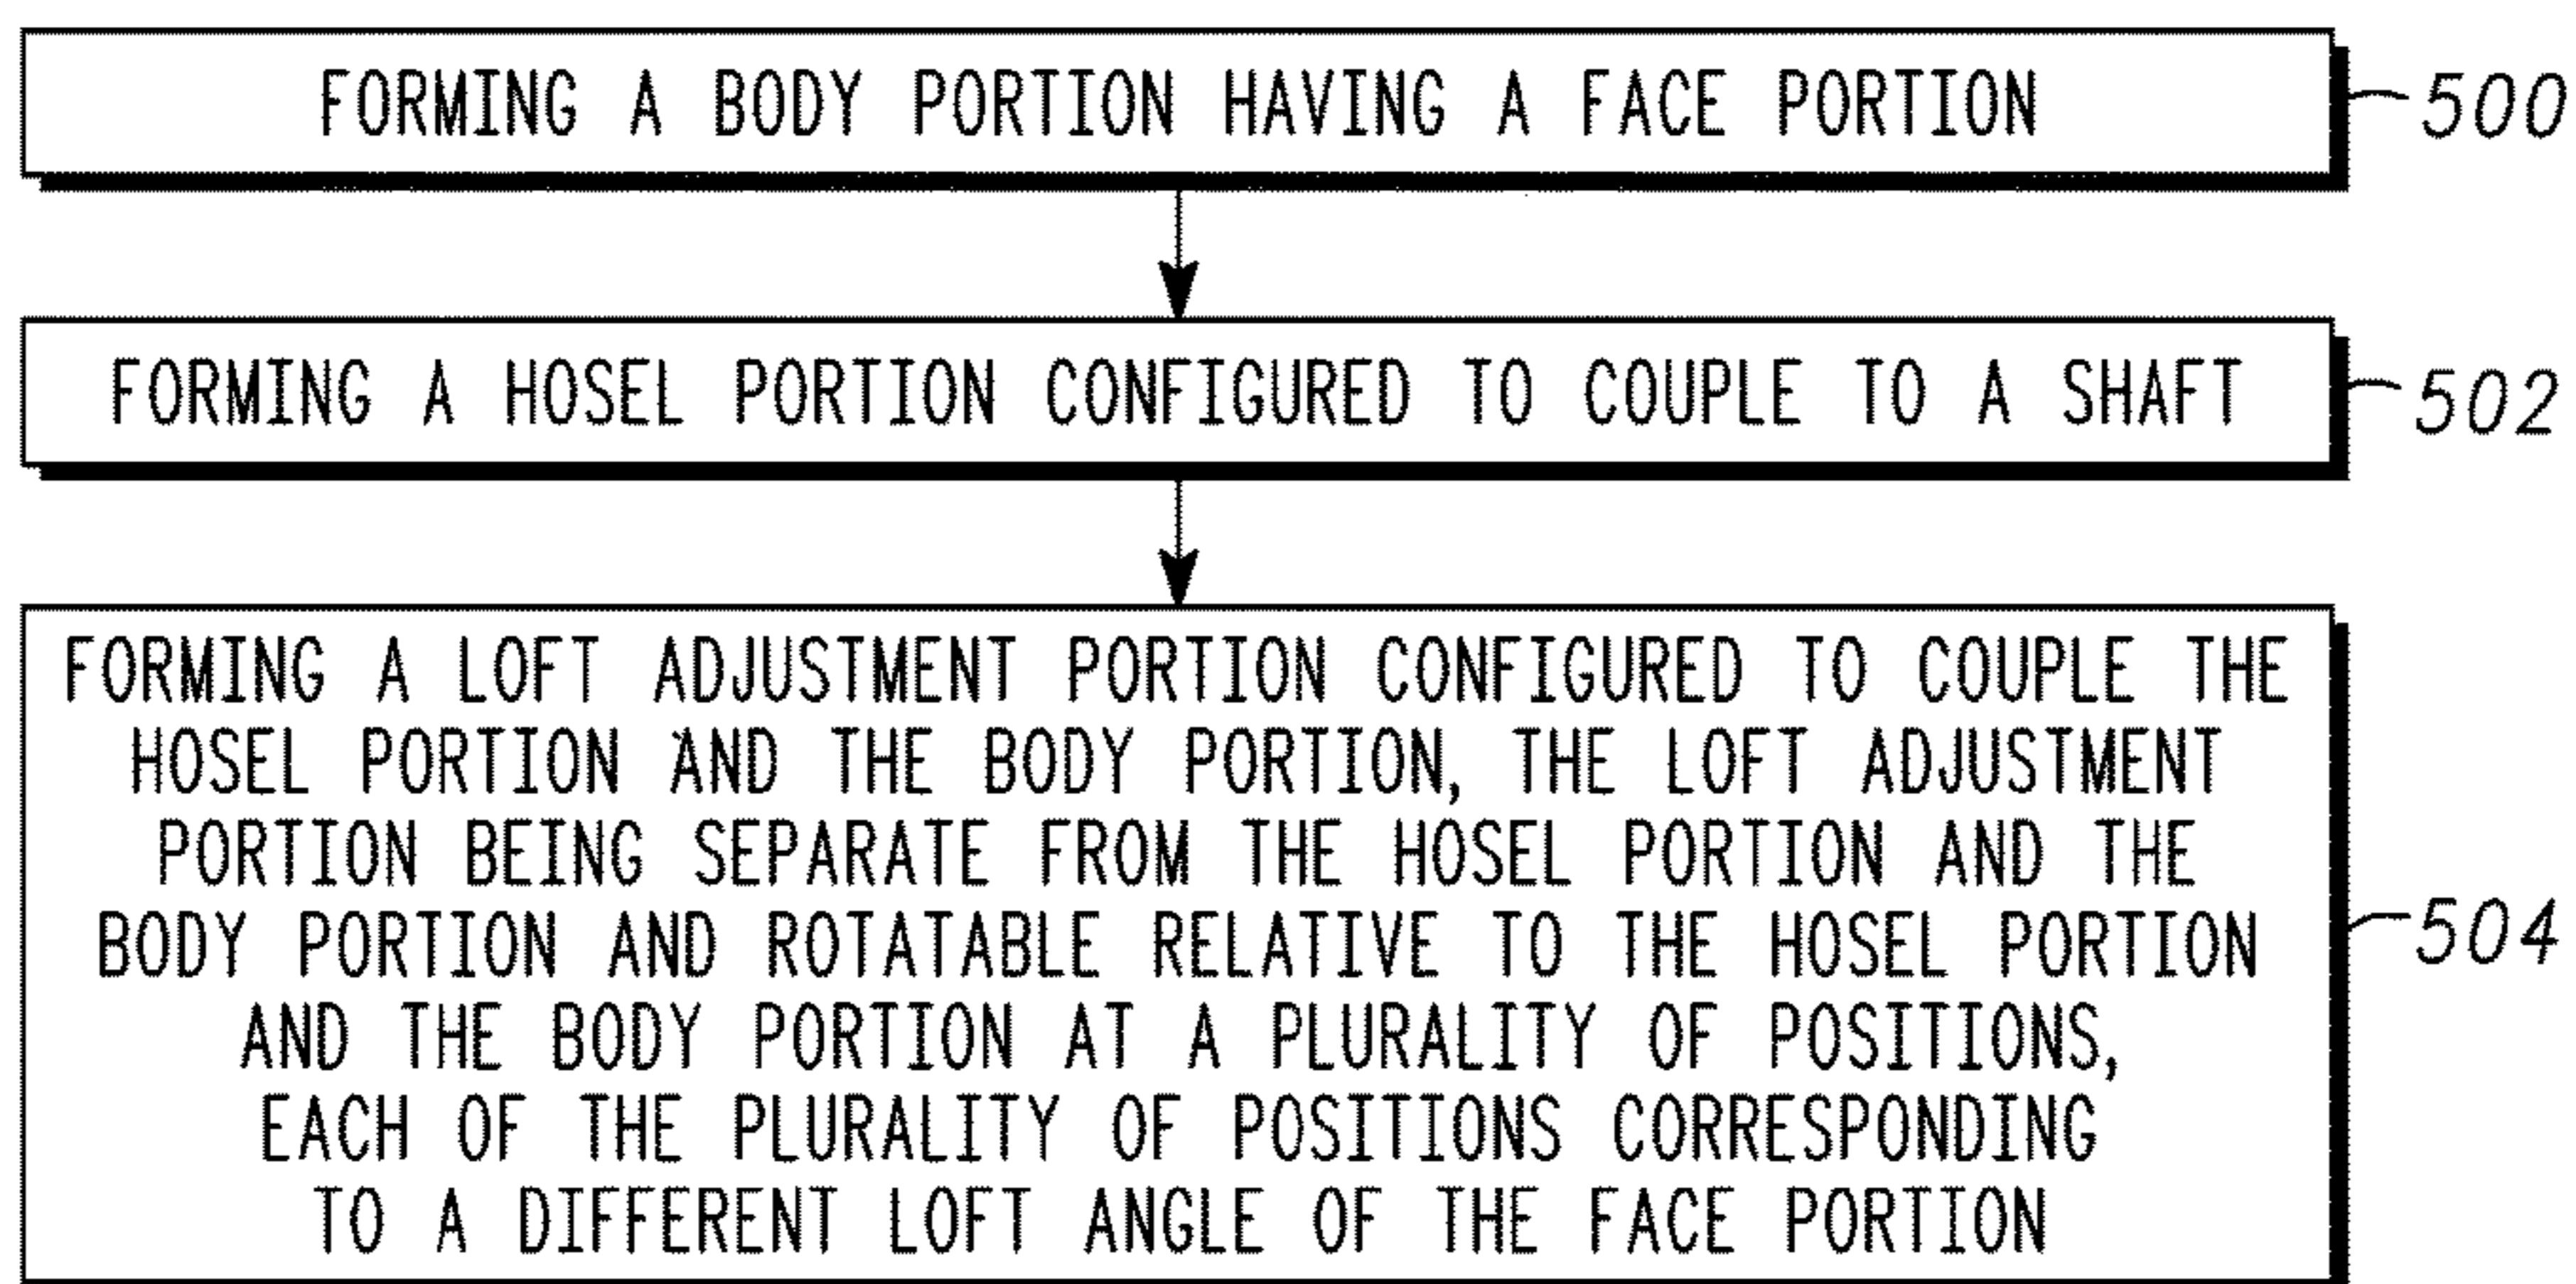 FORMING A BODY PORTION HAVING A FACE PORTION
500
FORMING A HOSEL PORTION CONFIGURED TO COUPLE TO A SHAFT
502
FORMING A LOFT ADJUSTMENT PORTION CONFIGURED TO COUPLE THE
HOSEL PORTION AND THE BODY PORTION, THE LOFT ADJUSTMENT
PORTION BEING SEPARATE FROM THE HOSEL PORTION AND THE
BODY PORTION AND ROTATABLE RELATIVE TO THE HOSEL PORTION
AND THE BODY PORTION AT A PLURALITY OF POSITIONS,
EACH OF THE PLURALITY OF POSITIONS CORRESPONDING
TO A DIFFERENT LOFT ANGLE OF THE FACE PORTION
504